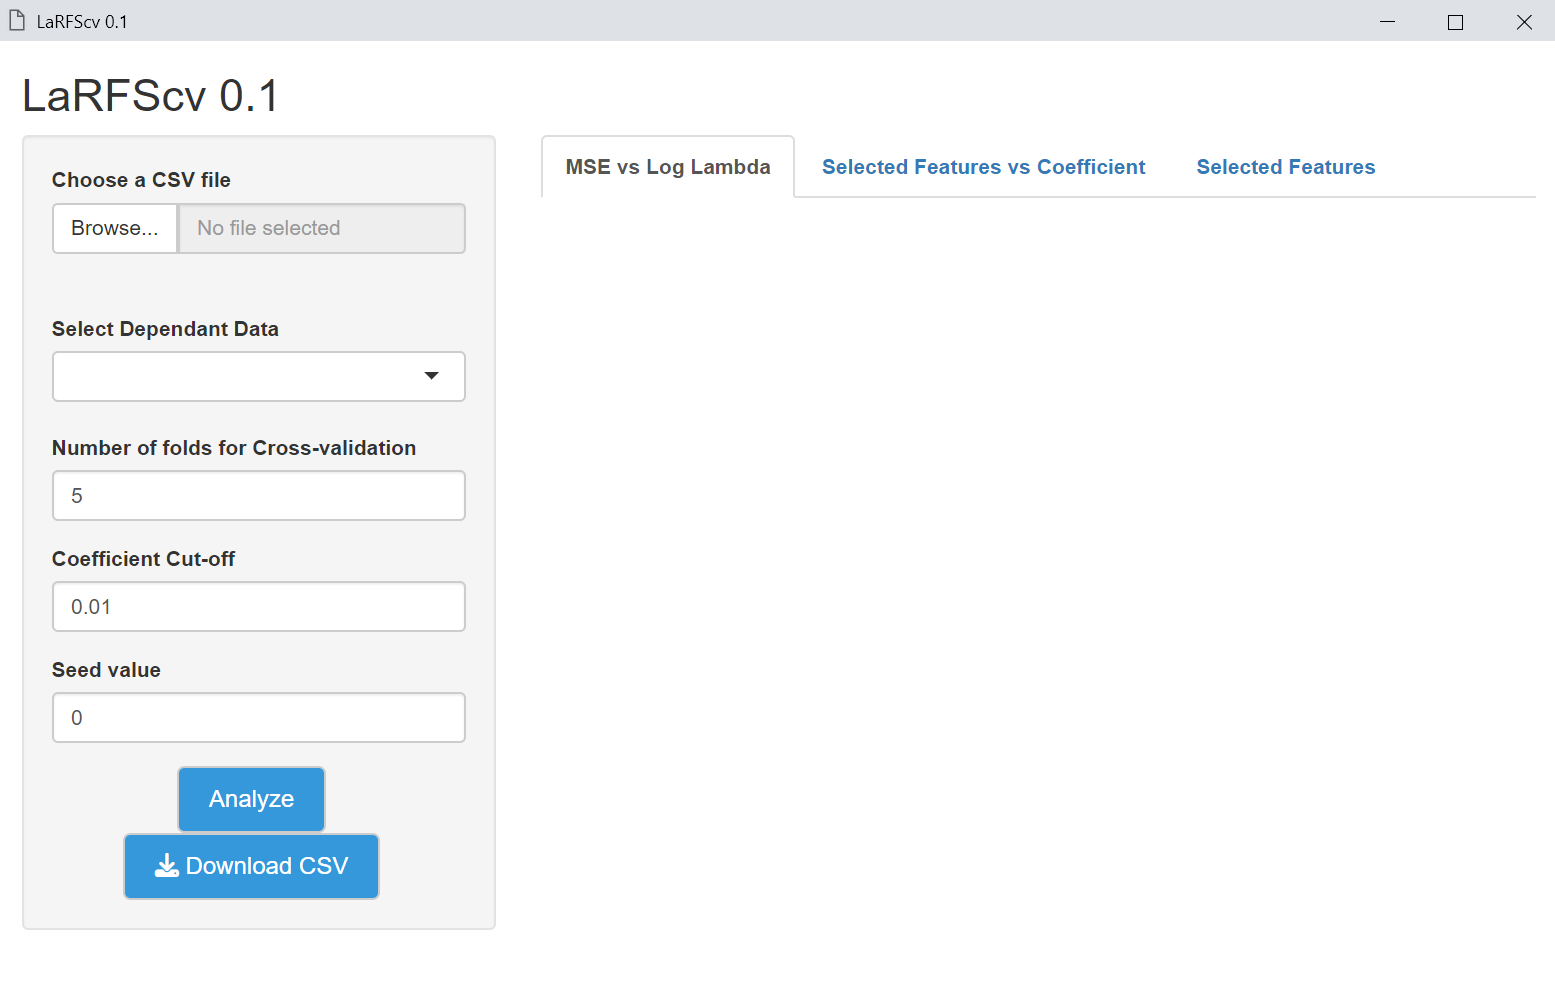 LaRFScv 0.1
LaRFScv 0.1
Choose a CSV file
Browse... No file selected
Select Dependant Data
Number of folds for Cross-validation
5
Coefficient Cut-off
0.01
Seed value
0
Analyze
Download CSV
MSE vs Log Lambda Selected Features vs Coefficient Selected Features